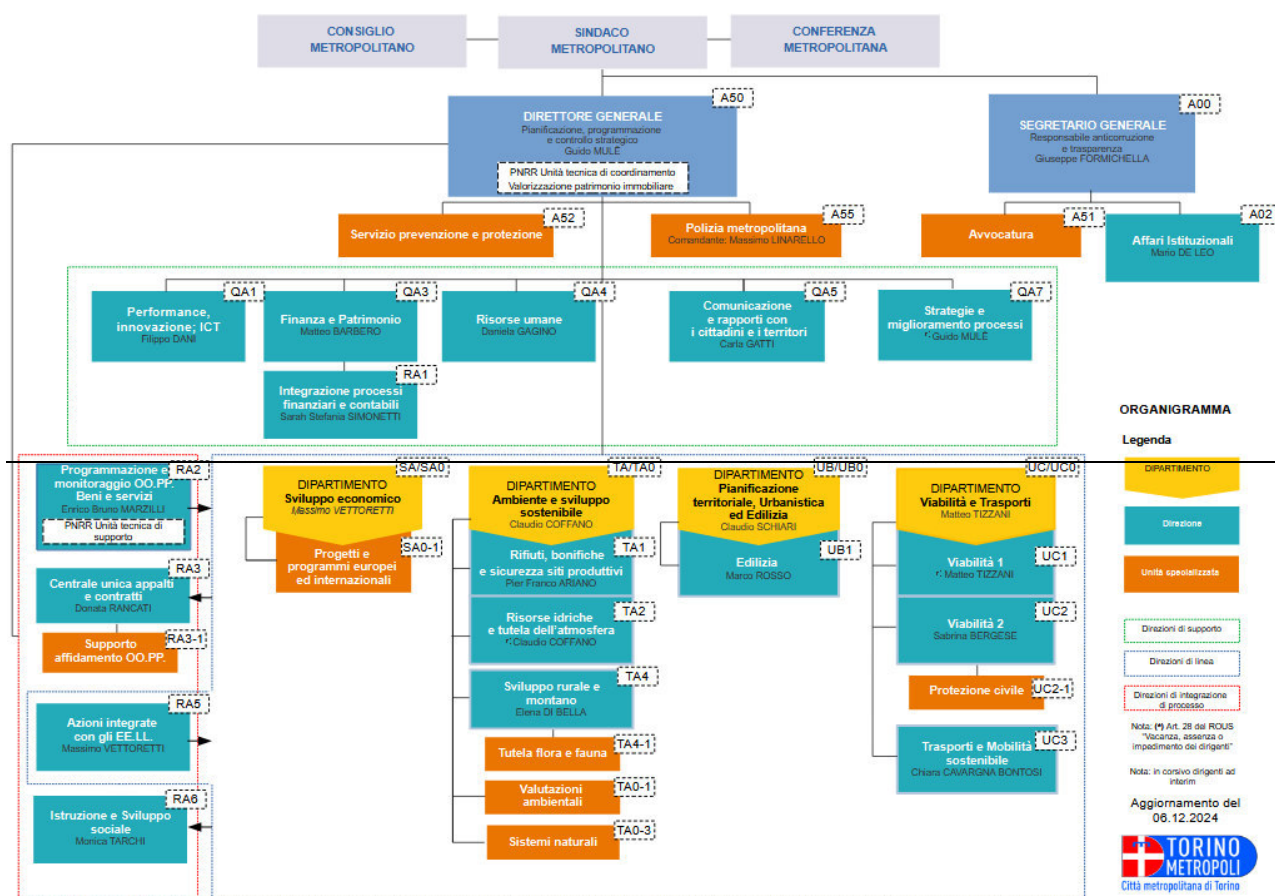 CONSIGLIO
METROPOLITANO
SINDACO
METROPOLITANO
CONFERENZA
METROPOLITANA
A50
DIRETTORE GENERALE
Pianificazione, programmazione
e controllo strategico
Guido MULÈ
PNRR Unità tecnica di coordinamento
Valorizzazione patrimonio immobiliare
A00
SEGRETARIO GENERALE
Responsabile anticorruzione
e trasparenza
Giuseppe FORMICHELLA
A52
Servizio prevenzione e protezione
A55
Polizia metropolitana
Comandante: Massimo LINARELLO
A51
Avvocatura
A02
Affari Istituzionali
Mario DE LEO
QA1
Performance,
innovazione; ICT
Filippo DANI
QA3
Finanza e Patrimonio
Matteo BARBERO
QA4
Risorse umane
Daniela GAGINO
QA5
Comunicazione
e rapporti con
i cittadini e i territori
Carla GATTI
QA7
Strategie e
miglioramento processi
Guido MULÈ
RA1
Integrazione processi
finanziari e contabili
Sarah Stefania SIMONETTI
RA2
Programmazione e
monitoraggio OO.PP.
Beni e servizi
Enrico Bruno MARZILLI
PNRR Unità tecnica di
supporto
RA3
Centrale unica appalti
e contratti
Donata RANCATI
RA3-1
Supporto
affidamento OO.PP.
RA5
Azioni integrate
con gli EE.LL.
Massimo VETTORETTI
RA6
Istruzione e Sviluppo
sociale
Monica TARCHI
SA/SA0
DIPARTIMENTO
Sviluppo economico
Massimo VETTORETTI
SA0-1
Progetti e
programmi europei
ed internazionali
TA/TA0
DIPARTIMENTO
Ambiente e sviluppo
sostenibile
Claudio COFFANO
TA1
Rifiuti, bonifiche
e sicurezza siti produttivi
Pier Franco ARIANO
TA2
Risorse idriche
e tutela dell'atmosfera
Claudio COFFANO
TA4
Sviluppo rurale e
montano
Elena DI BELLA
TA4-1
Tutela flora e fauna
TA0-1
Valutazioni
ambientali
TA0-3
Sistemi naturali
UB/UB0
DIPARTIMENTO
Pianificazione
territoriale, Urbanistica
ed Edilizia
Claudio SCHIARI
UB1
Edilizia
Marco ROSSO
UC/UC0
DIPARTIMENTO
Viabilità e Trasporti
Matteo TIZZANI
UC1
Viabilità 1
Matteo TIZZANI
UC2
Viabilità 2
Sabrina BERGESE
UC2-1
Protezione civile
UC3
Trasporti e Mobilità
sostenibile
Chiara CAVARGNA BONTOSI
ORGANIGRAMMA
Legenda
DIPARTIMENTO
Direzione
Unità specializzata
Direzioni di supporto
Direzioni di linea
Direzioni di integrazione
di processo
Nota: (*) Art. 28 del ROUS
"Vacanza, assenza o
impedimento dei dirigenti"
Nota: in corsivo dirigenti ad
interim
Aggiornamento del
06.12.2024
TORINO
METROPOLI
Città metropolitana di Torino